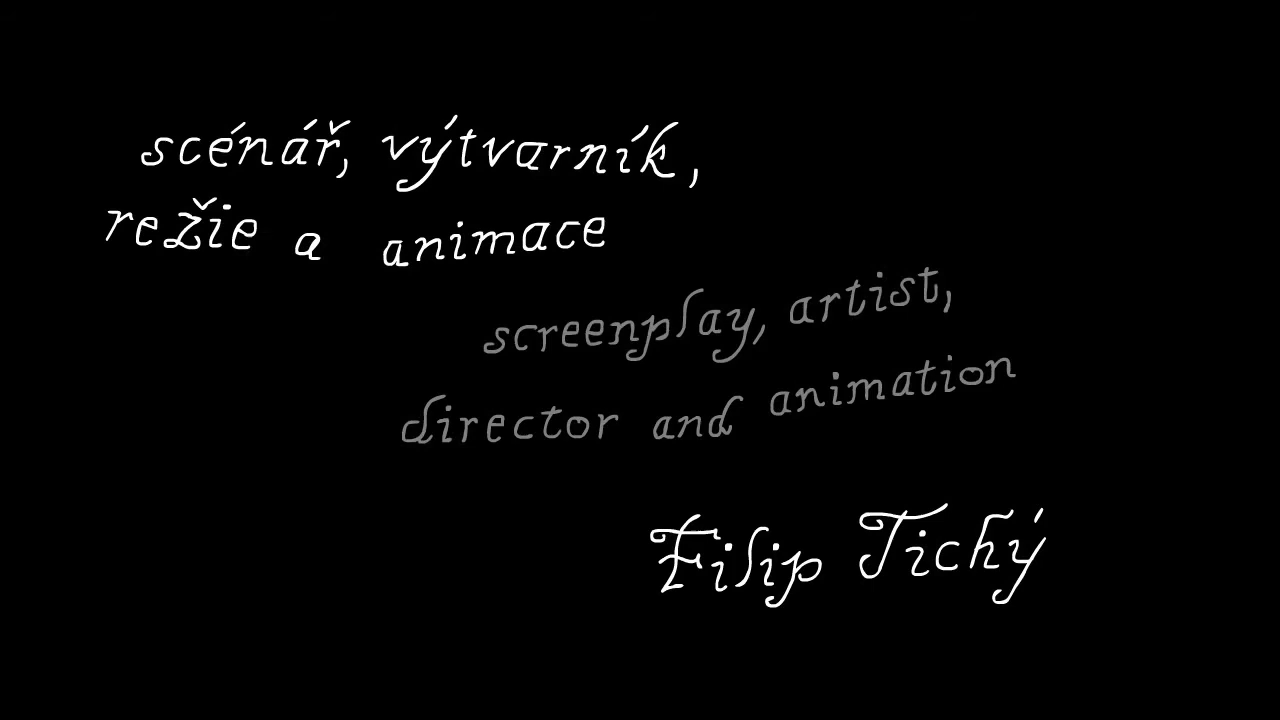 scénář, výtvarník,
režie a animace
screenplay, artist,
director and animation
Filip Tichý